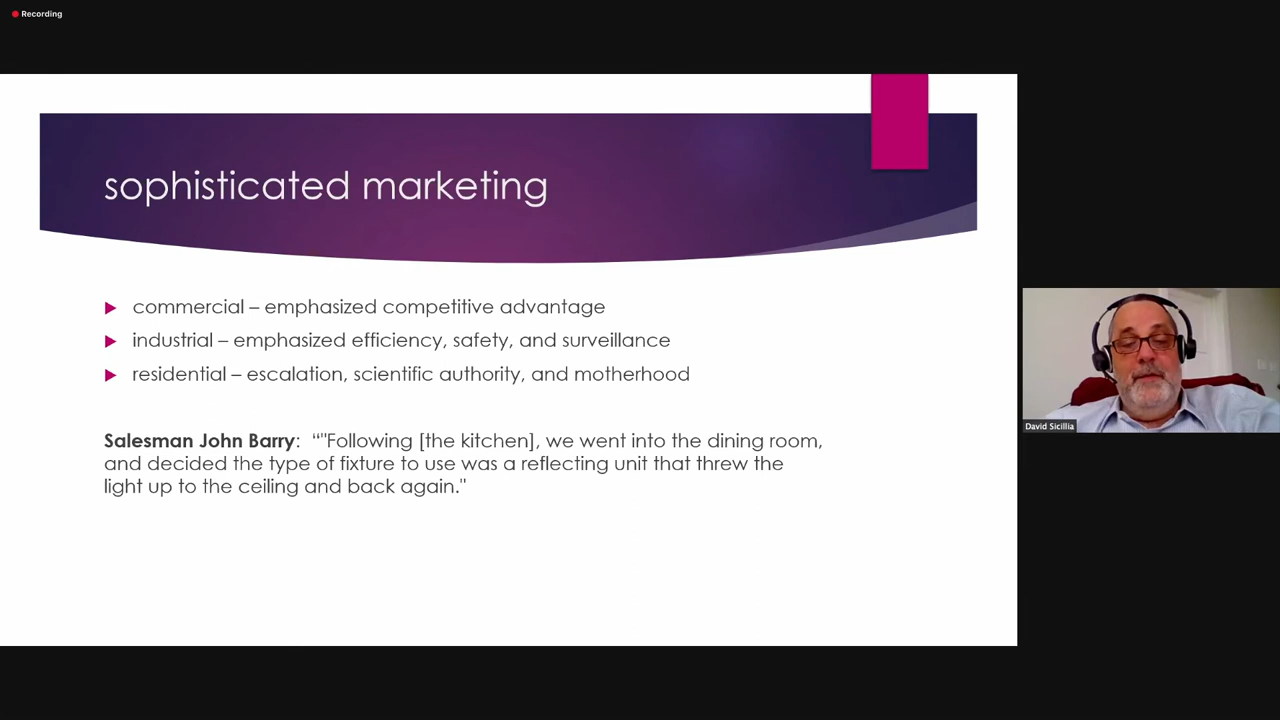 Recording
sophisticated marketing
commercial – emphasized competitive advantage
industrial – emphasized efficiency, safety, and surveillance
residential – escalation, scientific authority, and motherhood
Salesman John Barry:  “"Following [the kitchen], we went into the dining room,
and decided the type of fixture to use was a reflecting unit that threw the
light up to the ceiling and back again."
David Sicillia